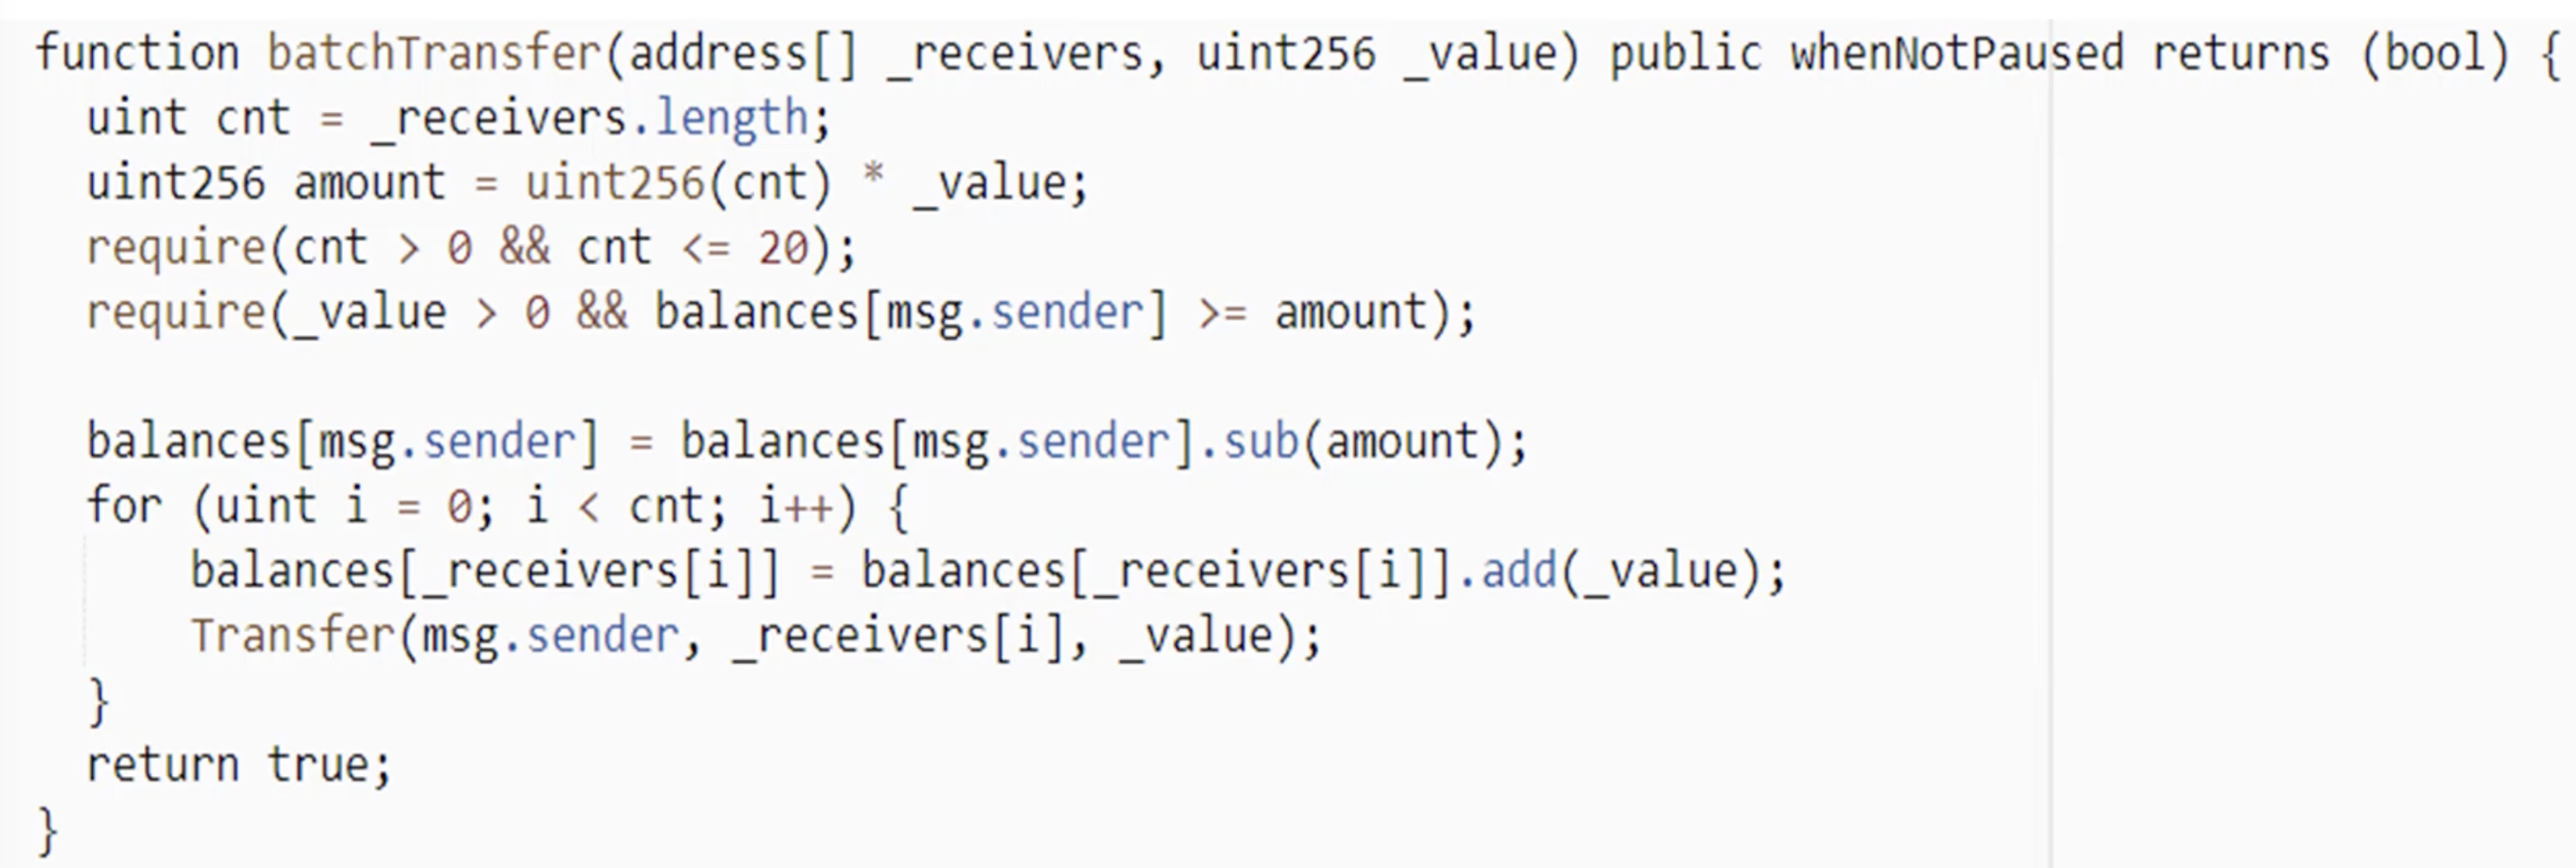 function batchTransfer(address[] _receivers, uint256 _value) public whenNotPaused returns (bool) {
uint cnt = _receivers.length;
uint256 amount = uint256(cnt) * _value;
require(cnt > 0 && cnt <= 20);
require(_value > 0 && balances[msg.sender] >= amount);
balances[msg.sender] = balances[msg.sender].sub(amount);
for (uint i = 0; i < cnt; i++) {
balances[_receivers[i]] = balances[_receivers[i]].add(_value);
Transfer(msg.sender, _receivers[i], _value);
}
return true;
}